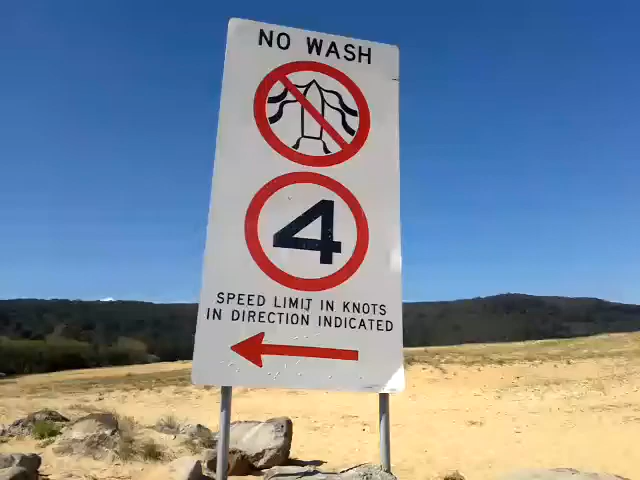 NO WASH
4
SPEED LIMIT IN KNOTS
IN DIRECTION INDICATED